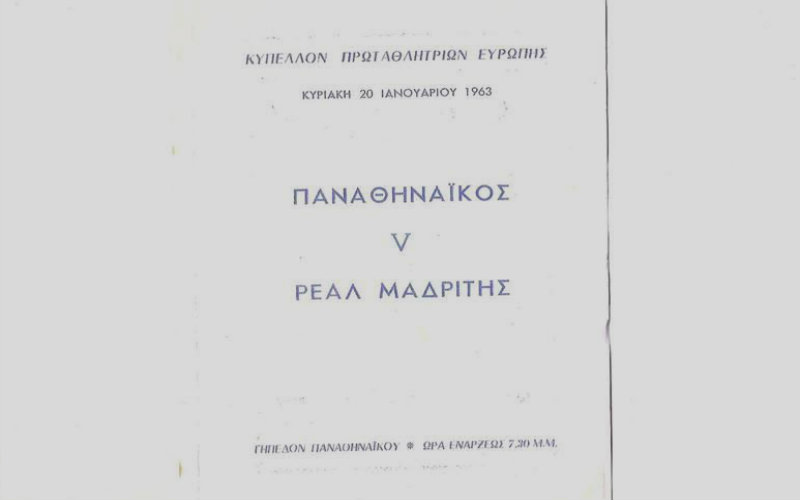 ΚΥΠΕΛΛΟΝ ΠΡΩΤΑΘΛΗΤΡΙΩΝ ΕΥΡΩΠΗΣ
ΚΥΡΙΑΚΗ 20 ΙΑΝΟΥΑΡΙΟΥ 1963
ΠΑΝΑΘΗΝΑΪΚΟΣ
V
ΡΕΑΛ ΜΑΔΡΙΤΗΣ
ΓΗΠΕΔΟΝ ΠΑΝΑΘΗΝΑΪΚΟΥ * ΩΡΑ ΕΝΑΡΞΕΩΣ 7,30 Μ.Μ.